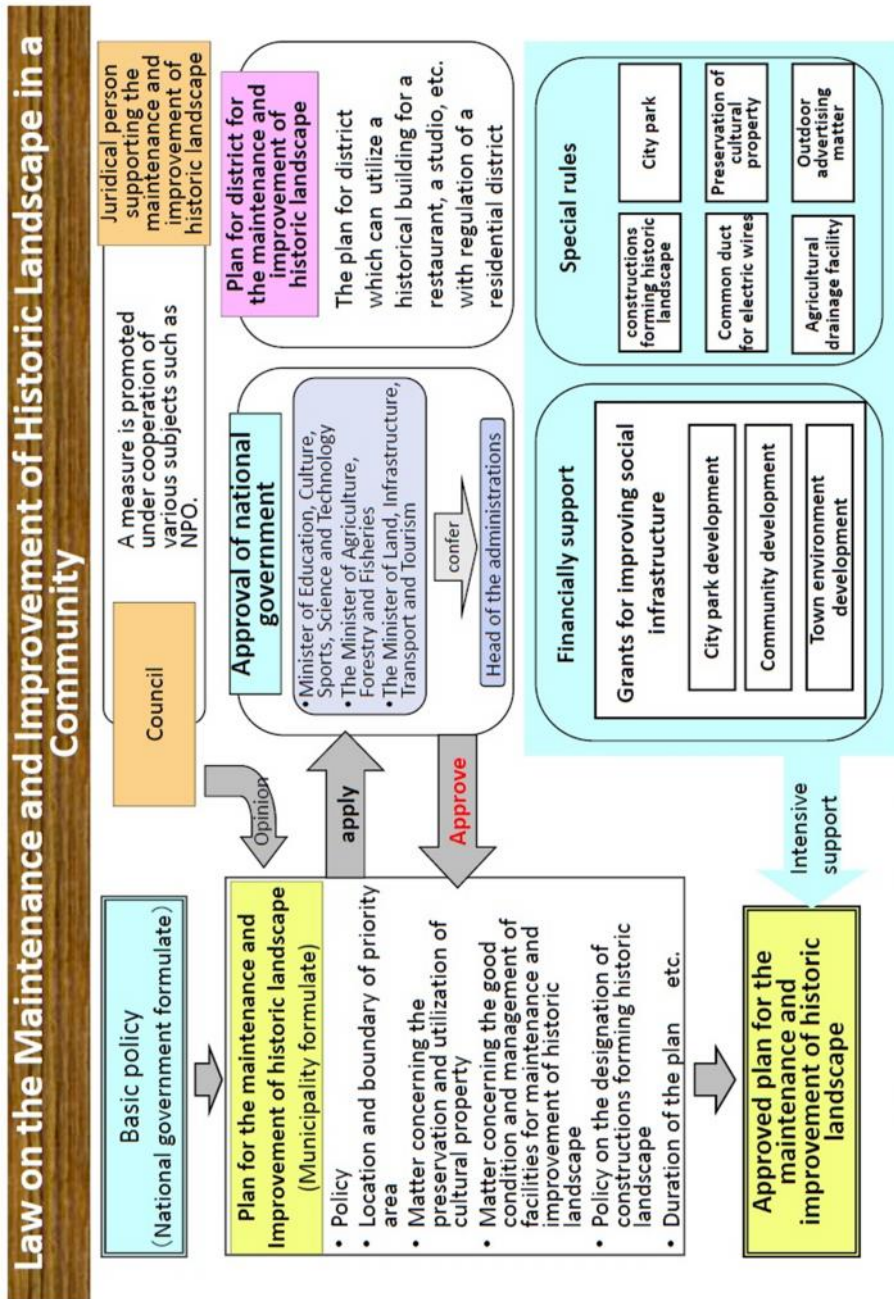 Law on the Maintenance and Improvement of Historic Landscape in a
Community
Basic policy
(National government formulate)
Council
A measure is promoted
under cooperation of
various subjects such as
NPO.
Juridical person
supporting the
maintenance and
improvement of
historic landscape
Opinion
Plan for the maintenance and
Improvement of historic landscape
(Municipality formulate)
• Policy
• Location and boundary of priority
area
• Matter concerning the
preservation and utilization of
cultural property
• Matter concerning the good
condition and management of
facilities for maintenance and
improvement of historic
landscape
• Policy on the designation of
constructions forming historic
landscape
• Duration of the plan etc.
apply
Approve
Approval of national
government
• Minister of Education, Culture,
Sports, Science and Technology
• The Minister of Agriculture,
Forestry and Fisheries
• The Minister of Land, Infrastructure,
Transport and Tourism
confer
Head of the administrations
Plan for district for
the maintenance and
improvement of
historic landscape
The plan for district
which can utilize a
historical building for a
restaurant, a studio, etc.
with regulation of a
residential district
Approved plan for the
maintenance and
improvement of historic
landscape
Intensive
support
Financially support
Grants for improving social
infrastructure
City park development
Community development
Town environment
development
Special rules
constructions
forming historic
landscape
City park
Common duct
for electric wires
Preservation of
cultural
property
Agricultural
drainage facility
Outdoor
advertising
matter